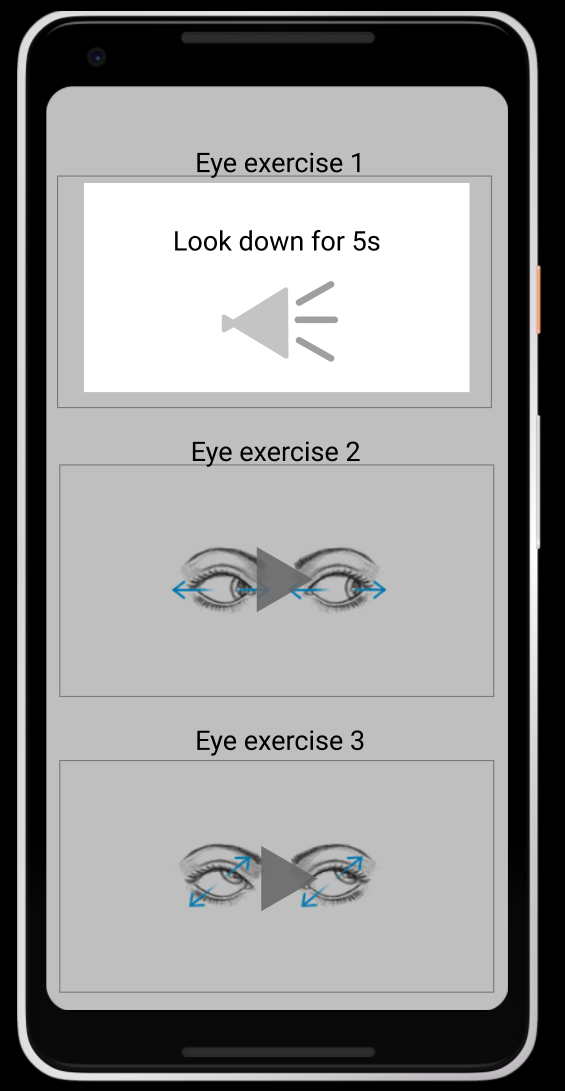 Eye exercise 1
Look down for 5s
Eye exercise 2
Eye exercise 3